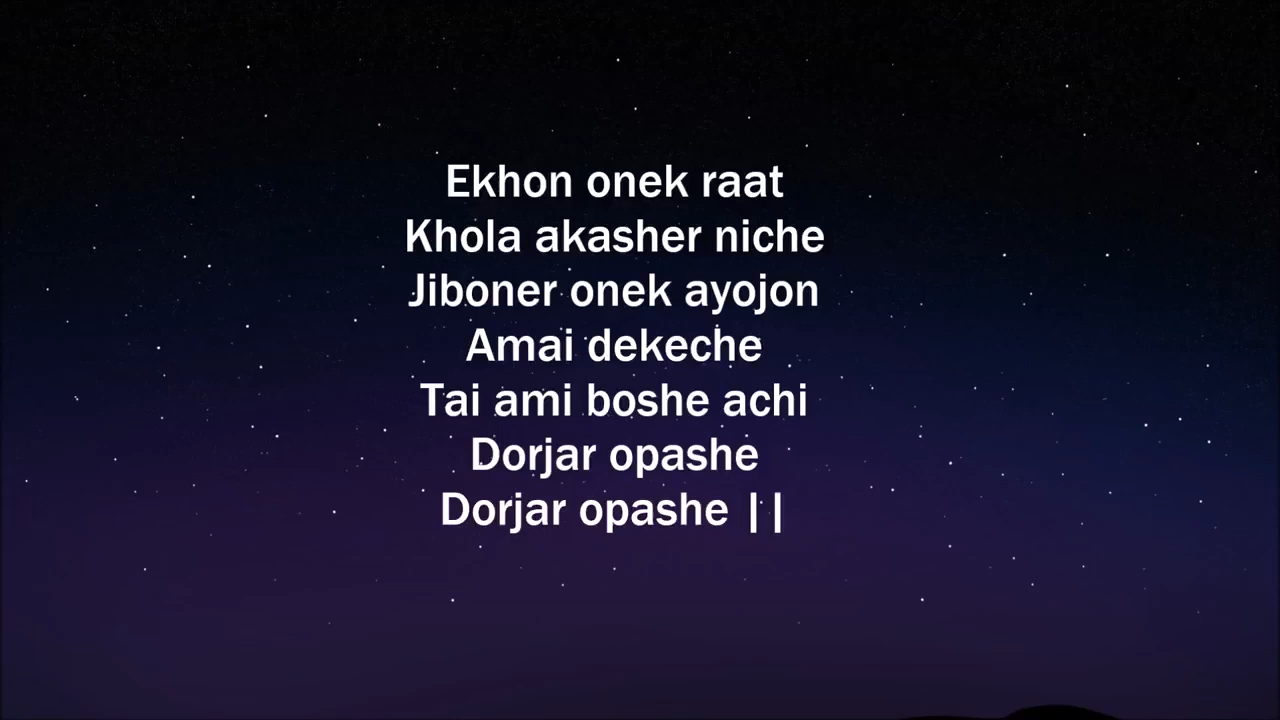 Ekhon onek raat
Khola akasher niche
Jiboner onek ayojon
Amai dekeche
Tai ami boshe achi
Dorjar opashe
Dorjar opashe ||